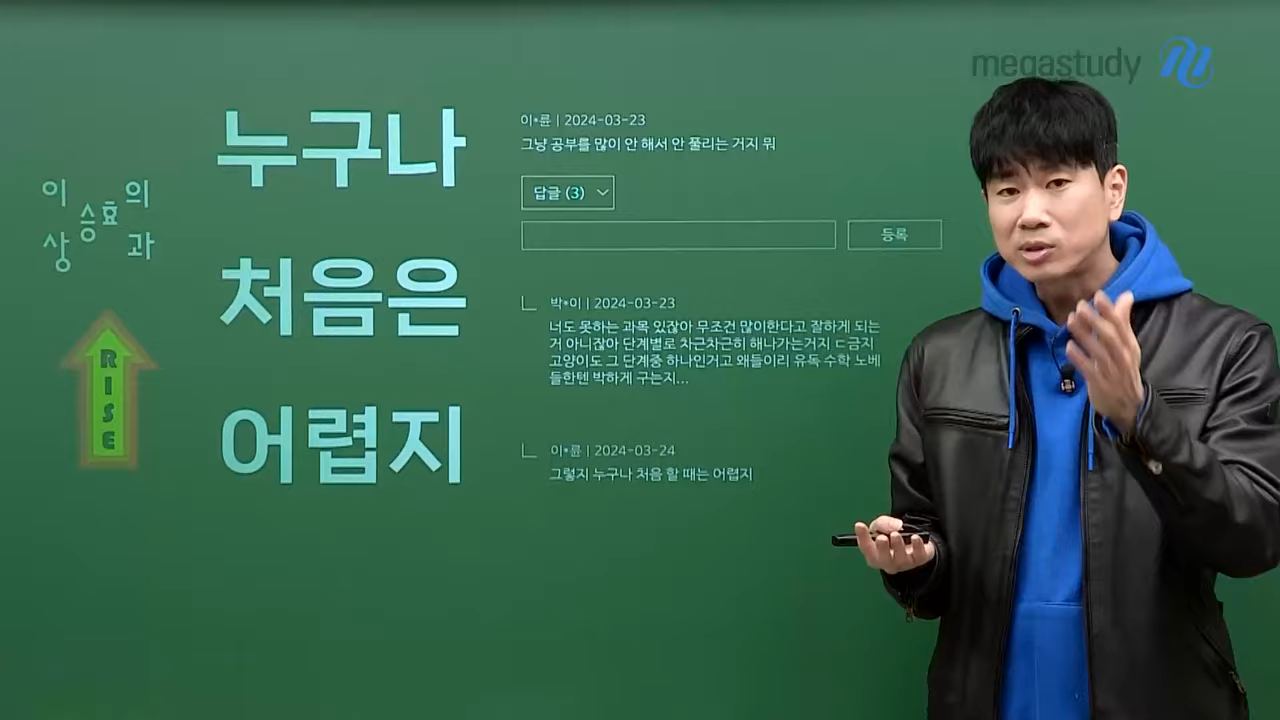 megastudy
이 의
승효
상 과
RISE
누구나
처음은
어렵지
이*륜 | 2024-03-23
그냥 공부를 많이 안 해서 안 풀리는 거지 뭐
답글 (3)
등록
박*이 | 2024-03-23
너도 못하는 과목 있잖아 무조건 많이한다고 잘하게 되는
거 아니잖아 단계별로 차근차근히 해나가는거지 ㄷ금지
고양이도 그 단계중 하나인거고 왜들이리 유독 수학 노베
들한텐 박하게 구는지...
이*륜 | 2024-03-24
그렇지 누구나 처음 할 때는 어렵지